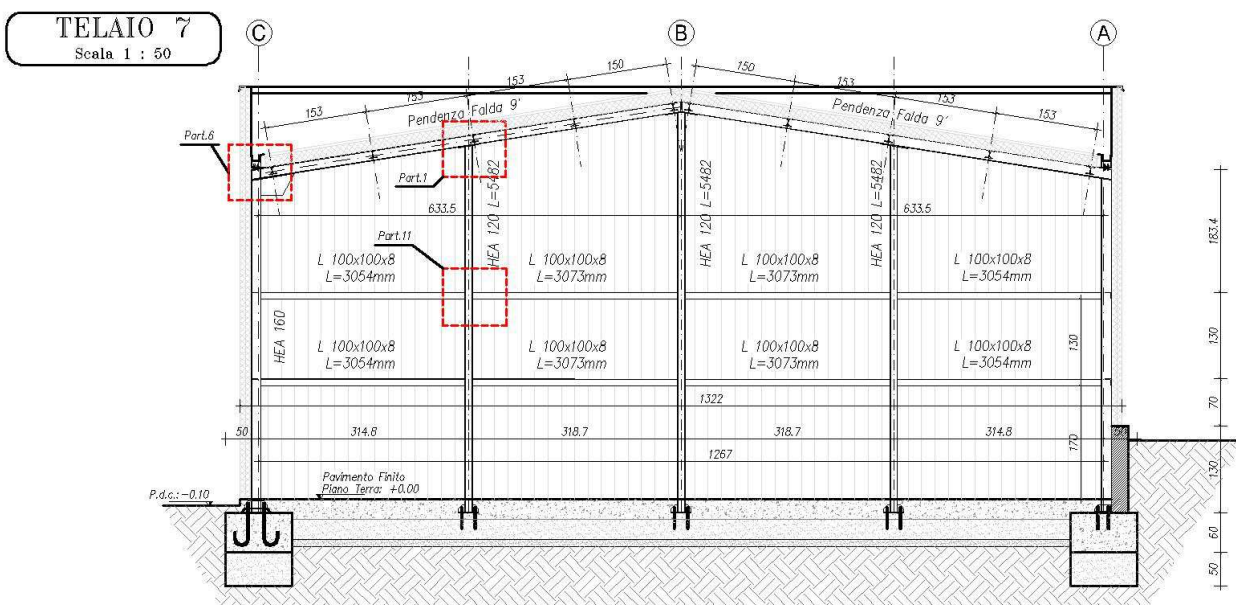 TELAIO 7
Scala 1 : 50
C
B
A
153
153
153
150
150
153
153
153
Pendenza Falda 9°
Pendenza Falda 9°
Part.6
Part.1
Part.11
HEA 120 L=5482
HEA 120 L=5482
HEA 120 L=5482
633.5
633.5
183.4
L 100x100x8
L=3054mm
L 100x100x8
L=3073mm
L 100x100x8
L=3073mm
L 100x100x8
L=3054mm
HEA 160
L 100x100x8
L=3054mm
L 100x100x8
L=3073mm
L 100x100x8
L=3073mm
L 100x100x8
L=3054mm
130
130
1322
70
50
314.8
318.7
318.7
314.8
50
1267
170
130
Pavimento Finito
Piano Terra: +0.00
P.d.c.:-0.10
60
50